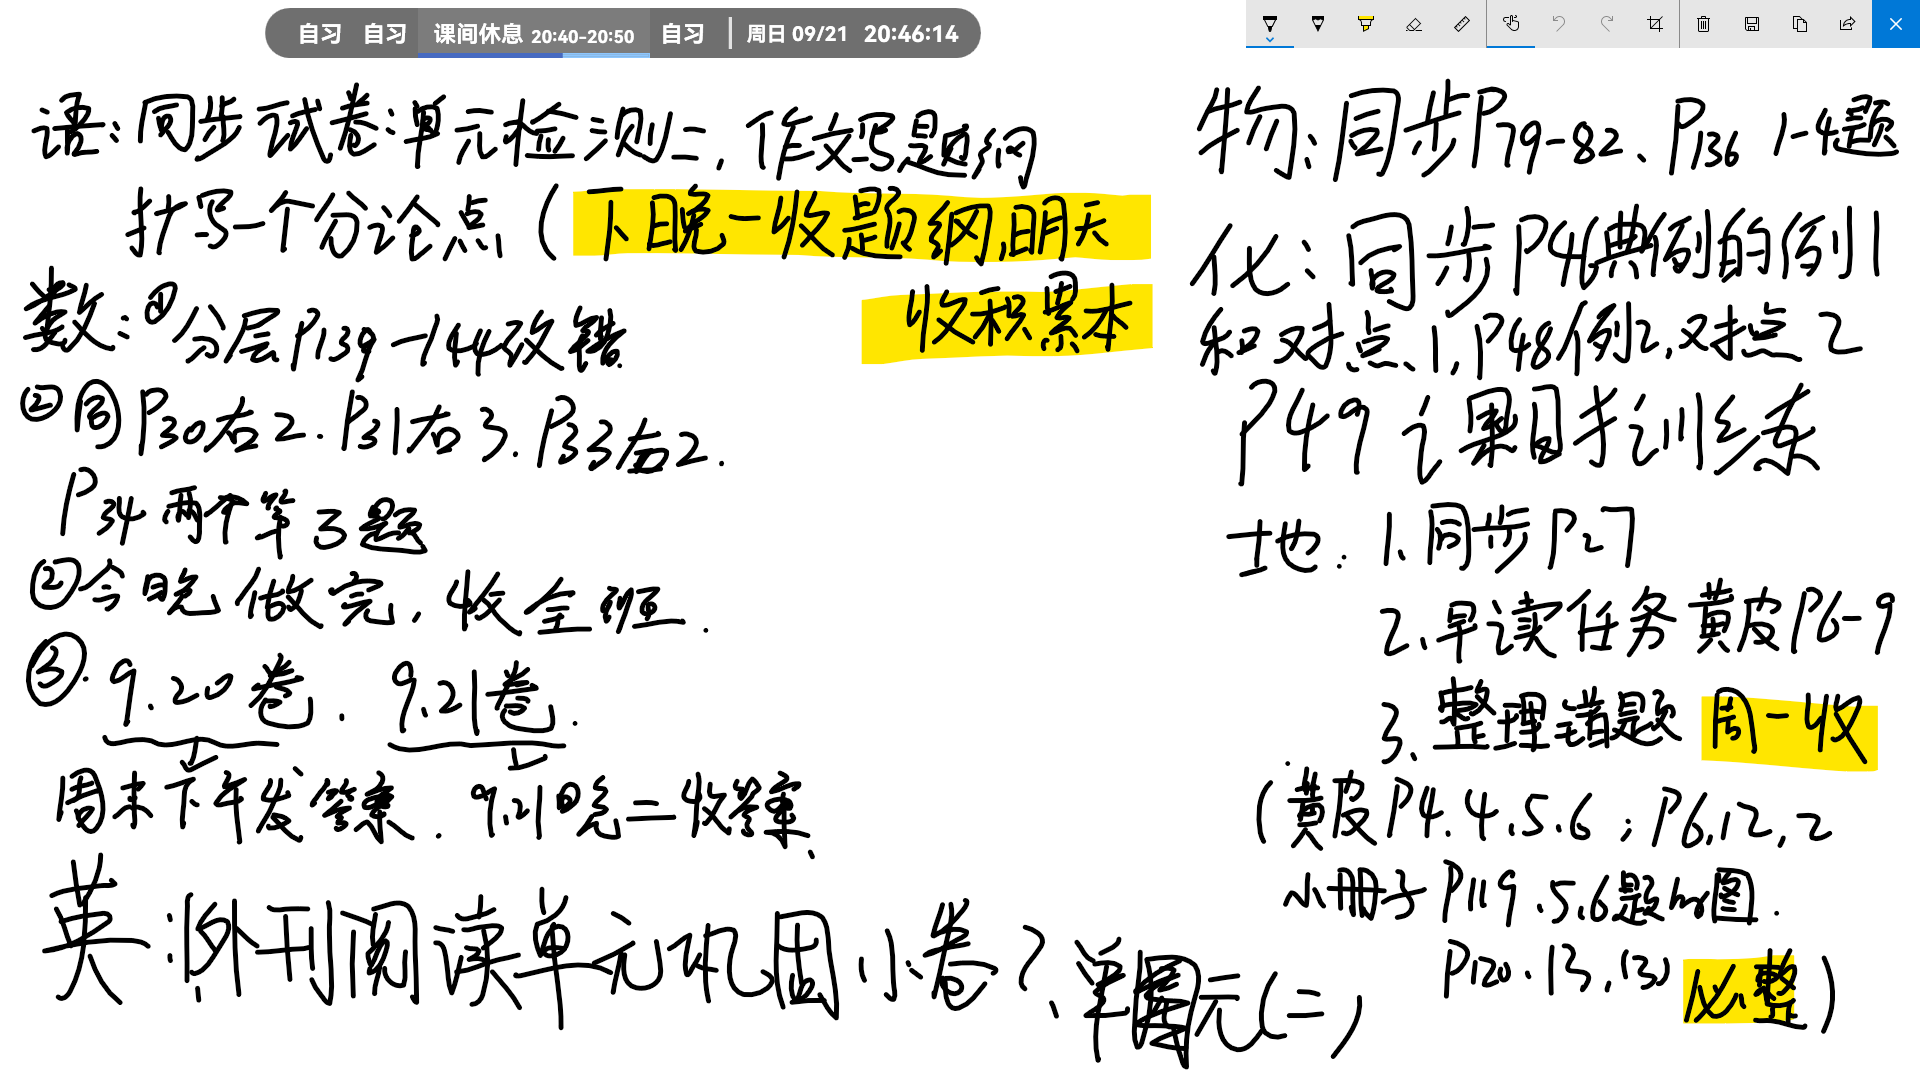 自习 自习 课间休息 20:40-20:50 自习 周日 09/21 20:46:14
语:同步试卷:单元检测二,作文写题纲
抄写一个分论点(下晚一收题纲,明天
收积累本
数:①分层P139-144改错.
②同P30右2.P31右3.P33右2.
P34两个第3题
②今晚做完,收全班.
③.9.20卷.9.21卷.
周末下午发答案.9.21晚二收答案
英:1、外刊阅读单元巩固小卷2、单元(二)
物:同步P79-82、P136 1-4题
化:同步P46典例的例1
和对点、1,P48例2,对点2
P49 课时训练
地:1、同步P27
2、早读任务黄皮P6-9
3、整理错题 周一收
(黄皮P4.4.5.6;P6,12,2
小册子P119.5,6题图.
P120.13,(3) 必整)